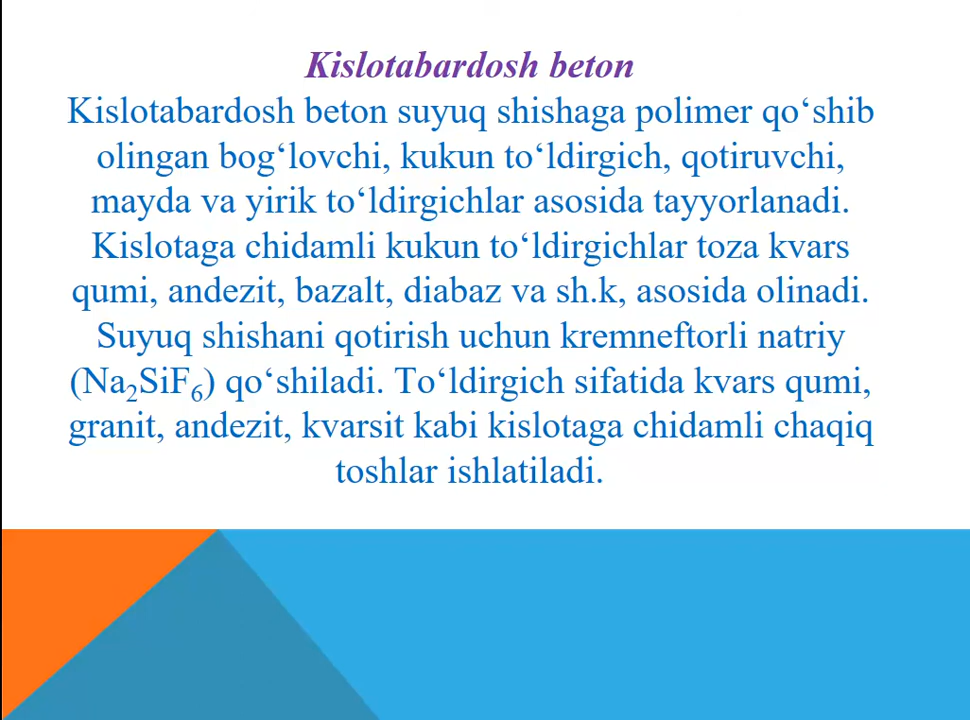 Kislotabardosh beton
Kislotabardosh beton suyuq shishaga polimer qo‘shib
olingan bog‘lovchi, kukun to‘ldirgich, qotiruvchi,
mayda va yirik to‘ldirgichlar asosida tayyorlanadi.
Kislotaga chidamli kukun to‘ldirgichlar toza kvars
qumi, andezit, bazalt, diabaz va sh.k, asosida olinadi.
Suyuq shishani qotirish uchun kremneftorli natriy
(Na₂SiF₆) qo‘shiladi. To‘ldirgich sifatida kvars qumi,
granit, andezit, kvarsit kabi kislotaga chidamli chaqiq
toshlar ishlatiladi.